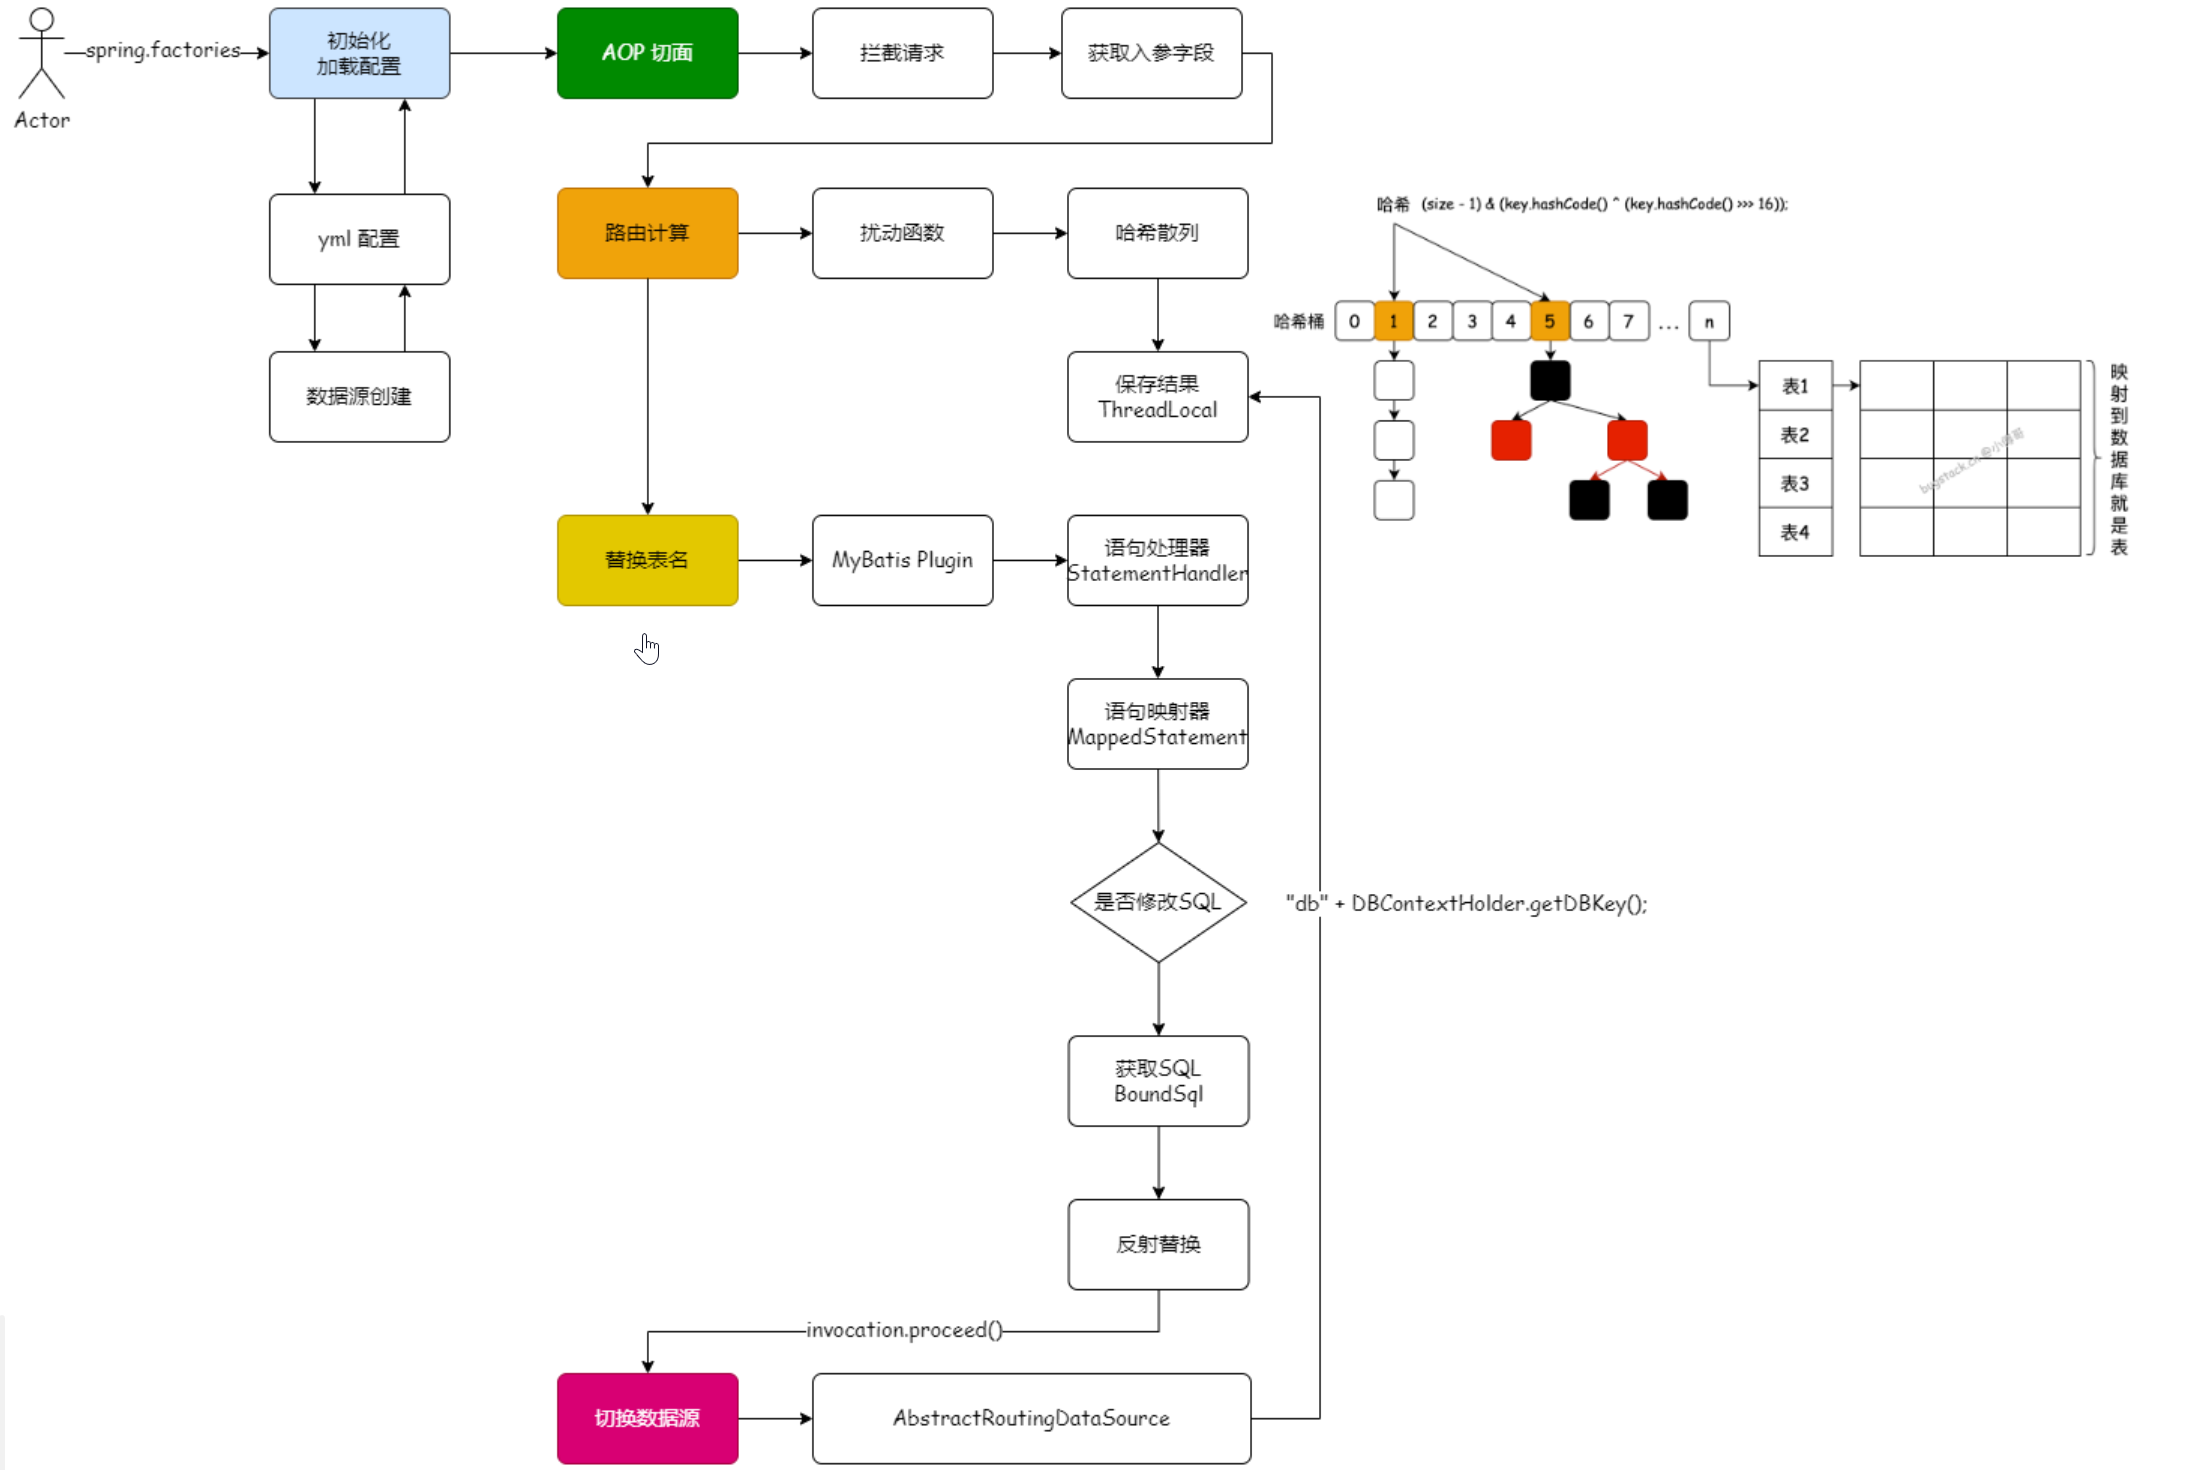 spring.factories
Actor
初始化
加载配置
AOP 切面
拦截请求
获取入参字段
yml 配置
数据源创建
路由计算
扰动函数
哈希散列
保存结果
ThreadLocal
哈希 (size - 1) & (key.hashCode() ^ (key.hashCode() >>> 16));
哈希桶 0 1 2 3 4 5 6 7 ... n
表1
表2
表3
表4
映射到数据库就是表
替换表名
MyBatis Plugin
语句处理器
StatementHandler
语句映射器
MappedStatement
是否修改SQL
"db" + DBContextHolder.getDBKey();
获取SQL
BoundSql
反射替换
invocation.proceed()
切换数据源
AbstractRoutingDataSource